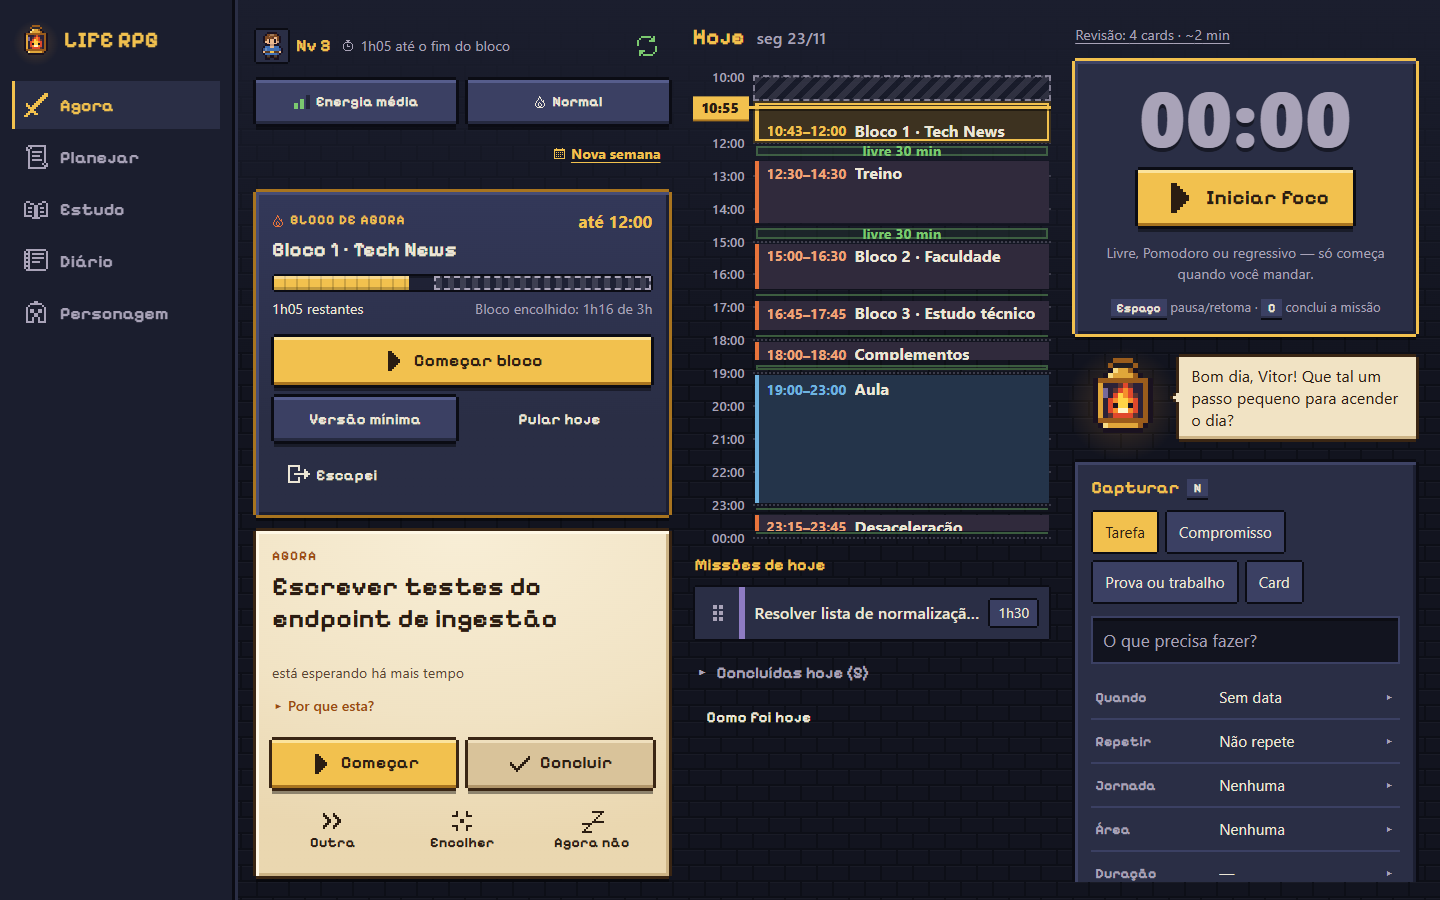 LIFE RPG
Agora
Planejar
Estudo
Diário
Personagem
Nv 8
1h05 até o fim do bloco
Energia média
Normal
Nova semana
BLOCO DE AGORA
até 12:00
Bloco 1 · Tech News
1h05 restantes
Bloco encolhido: 1h16 de 3h
Começar bloco
Versão mínima
Pular hoje
Escapei
AGORA
Escrever testes do
endpoint de ingestão
está esperando há mais tempo
▸ Por que esta?
Começar
Concluir
Outra
Encolher
Agora não
Hoje seg 23/11
10:00
10:55
10:43–12:00 Bloco 1 · Tech News
12:00
livre 30 min
12:30–14:30 Treino
13:00
14:00
livre 30 min
15:00
15:00–16:30 Bloco 2 · Faculdade
16:00
17:00
16:45–17:45 Bloco 3 · Estudo técnico
18:00
18:00–18:40 Complementos
19:00
19:00–23:00 Aula
20:00
21:00
22:00
23:00
23:15–23:45 Desaceleração
00:00
Missões de hoje
Resolver lista de normalizaçã... 1h30
▸ Concluídas hoje (8)
Como foi hoje
Revisão: 4 cards · ~2 min
00:00
Iniciar foco
Livre, Pomodoro ou regressivo — só começa
quando você mandar.
Espaço pausa/retoma · O conclui a missão
Bom dia, Vitor! Que tal um
passo pequeno para acender
o dia?
Capturar N
Tarefa
Compromisso
Prova ou trabalho
Card
O que precisa fazer?
Quando Sem data ▸
Repetir Não repete ▸
Jornada Nenhuma ▸
Área Nenhuma ▸
Duração — ▸